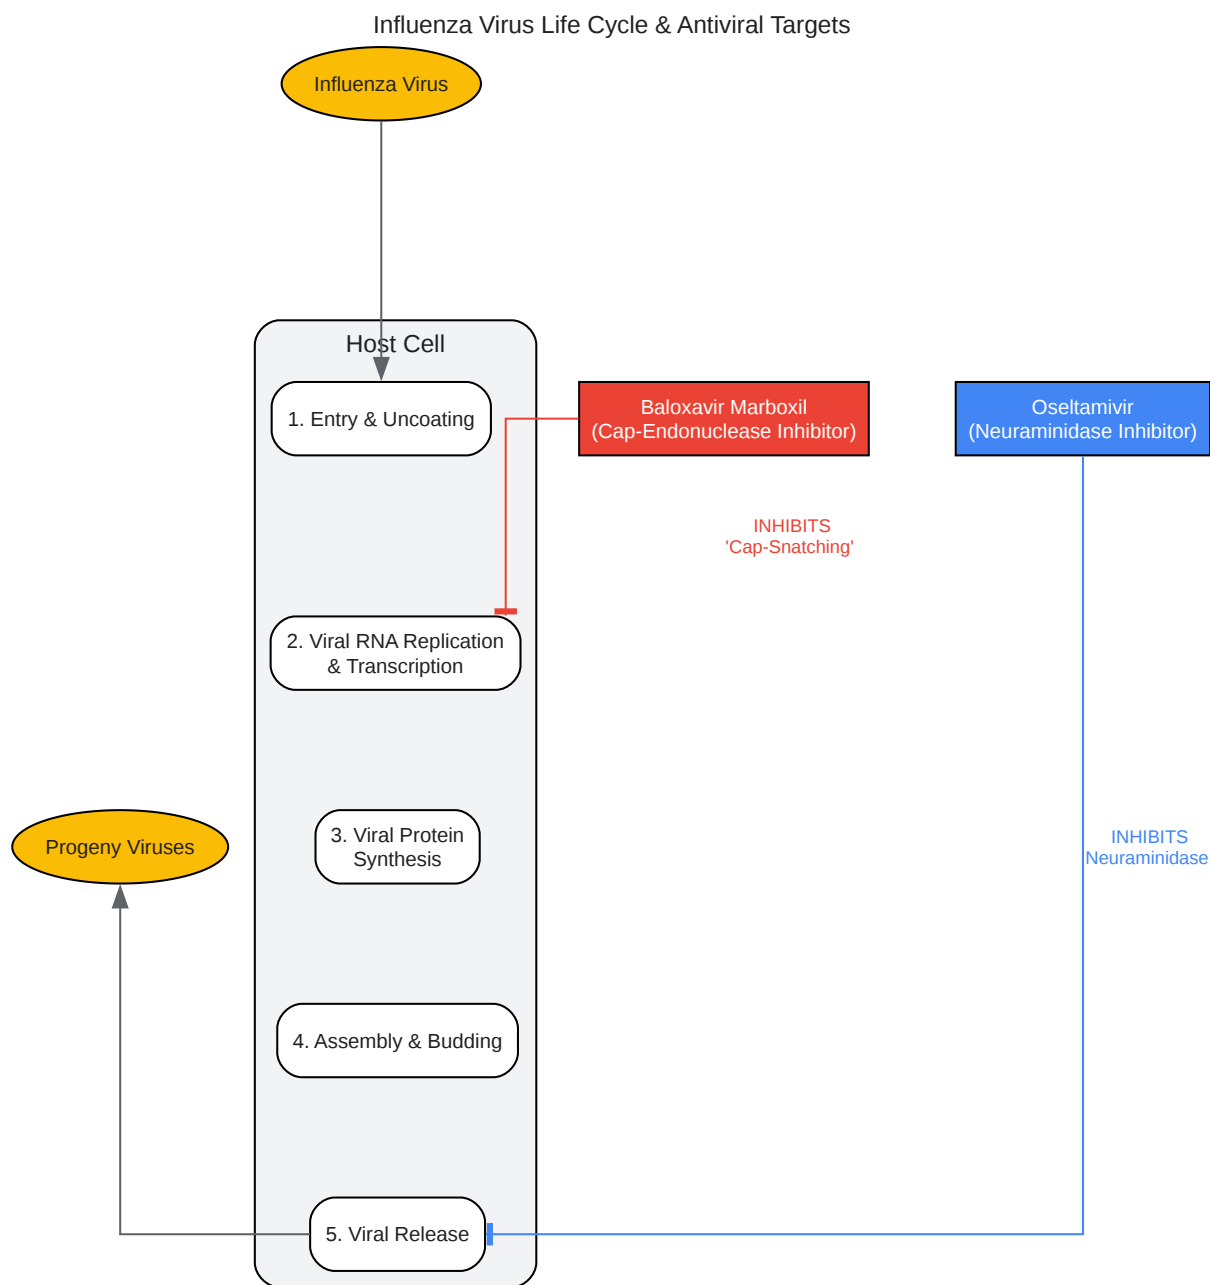 Influenza Virus Life Cycle & Antiviral Targets
Influenza Virus
Host Cell
1. Entry & Uncoating
Baloxavir Marboxil
(Cap-Endonuclease Inhibitor)
Oseltamivir
(Neuraminidase Inhibitor)
INHIBITS
'Cap-Snatching'
2. Viral RNA Replication
& Transcription
Progeny Viruses
3. Viral Protein
Synthesis
INHIBITS
Neuraminidase
4. Assembly & Budding
5. Viral Release